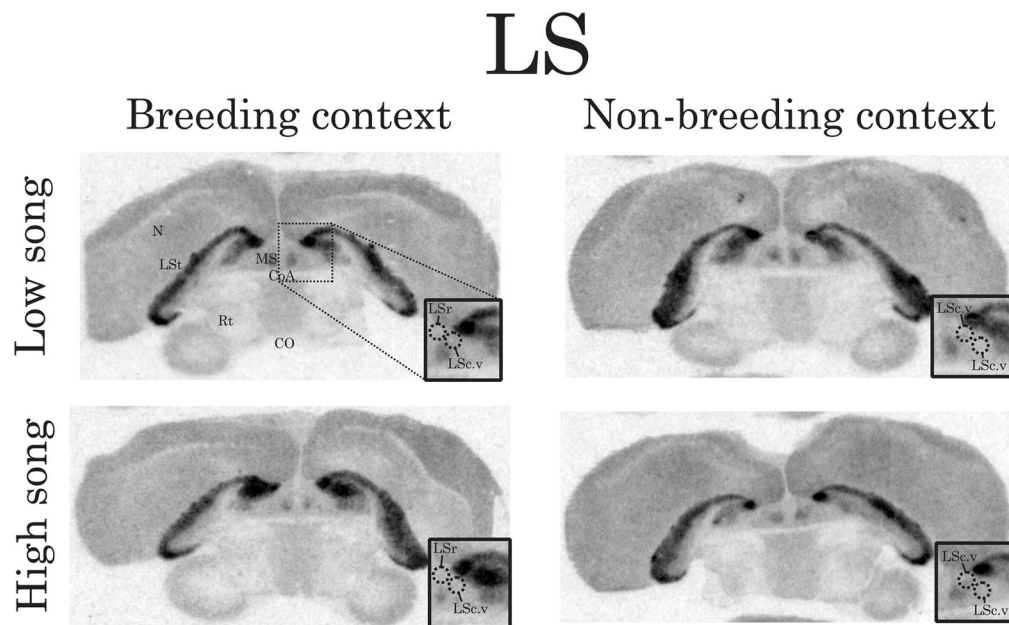 LS
Breeding context
Non-breeding context
Low song
N
LSt
MS
CoA
Rt
CO
LSr
LSc.v
LSc.v
LSc.v
High song
LSr
LSc.v
LSc.v
LSc.v